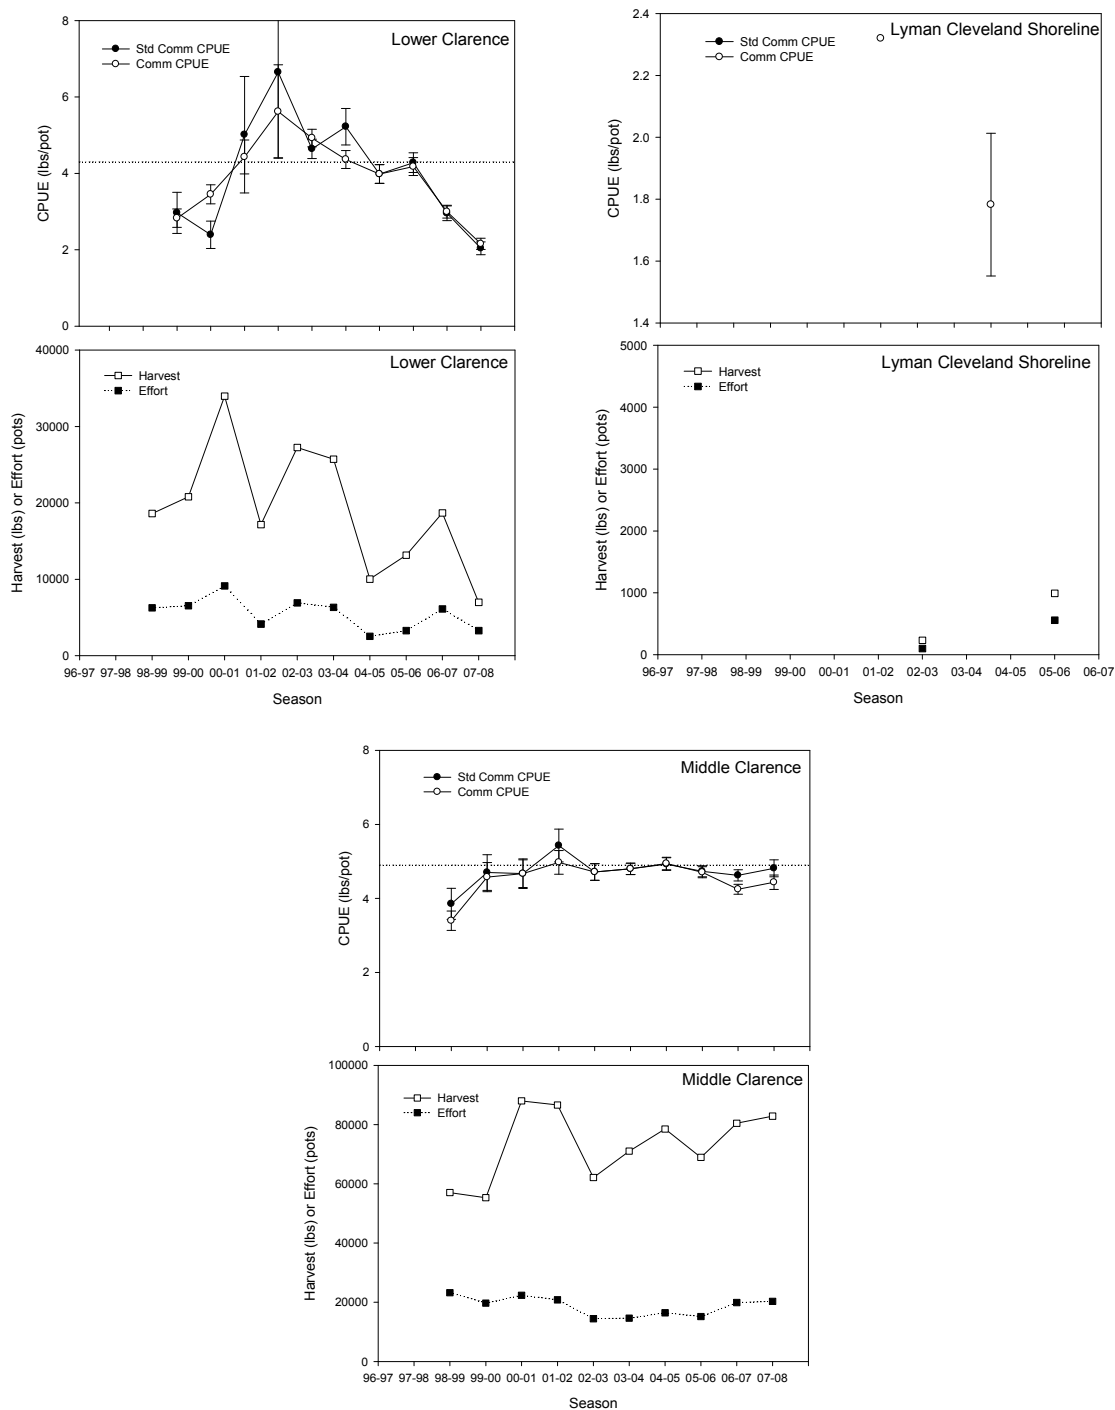 Lower Clarence
Std Comm CPUE
Comm CPUE
CPUE (lbs/pot)
8
6
4
2
0
Lyman Cleveland Shoreline
Std Comm CPUE
Comm CPUE
CPUE (lbs/pot)
2.4
2.2
2.0
1.8
1.6
1.4
Lower Clarence
Harvest
Effort
Harvest (lbs) or Effort (pots)
40000
30000
20000
10000
0
96-97 97-98 98-99 99-00 00-01 01-02 02-03 03-04 04-05 05-06 06-07 07-08
Season
Lyman Cleveland Shoreline
Harvest
Effort
Harvest (lbs) or Effort (pots)
5000
4000
3000
2000
1000
0
96-97 97-98 98-99 99-00 00-01 01-02 02-03 03-04 04-05 05-06 06-07
Season
Middle Clarence
Std Comm CPUE
Comm CPUE
CPUE (lbs/pot)
8
6
4
2
0
Middle Clarence
Harvest
Effort
Harvest (lbs) or Effort (pots)
100000
80000
60000
40000
20000
0
96-97 97-98 98-99 99-00 00-01 01-02 02-03 03-04 04-05 05-06 06-07 07-08
Season